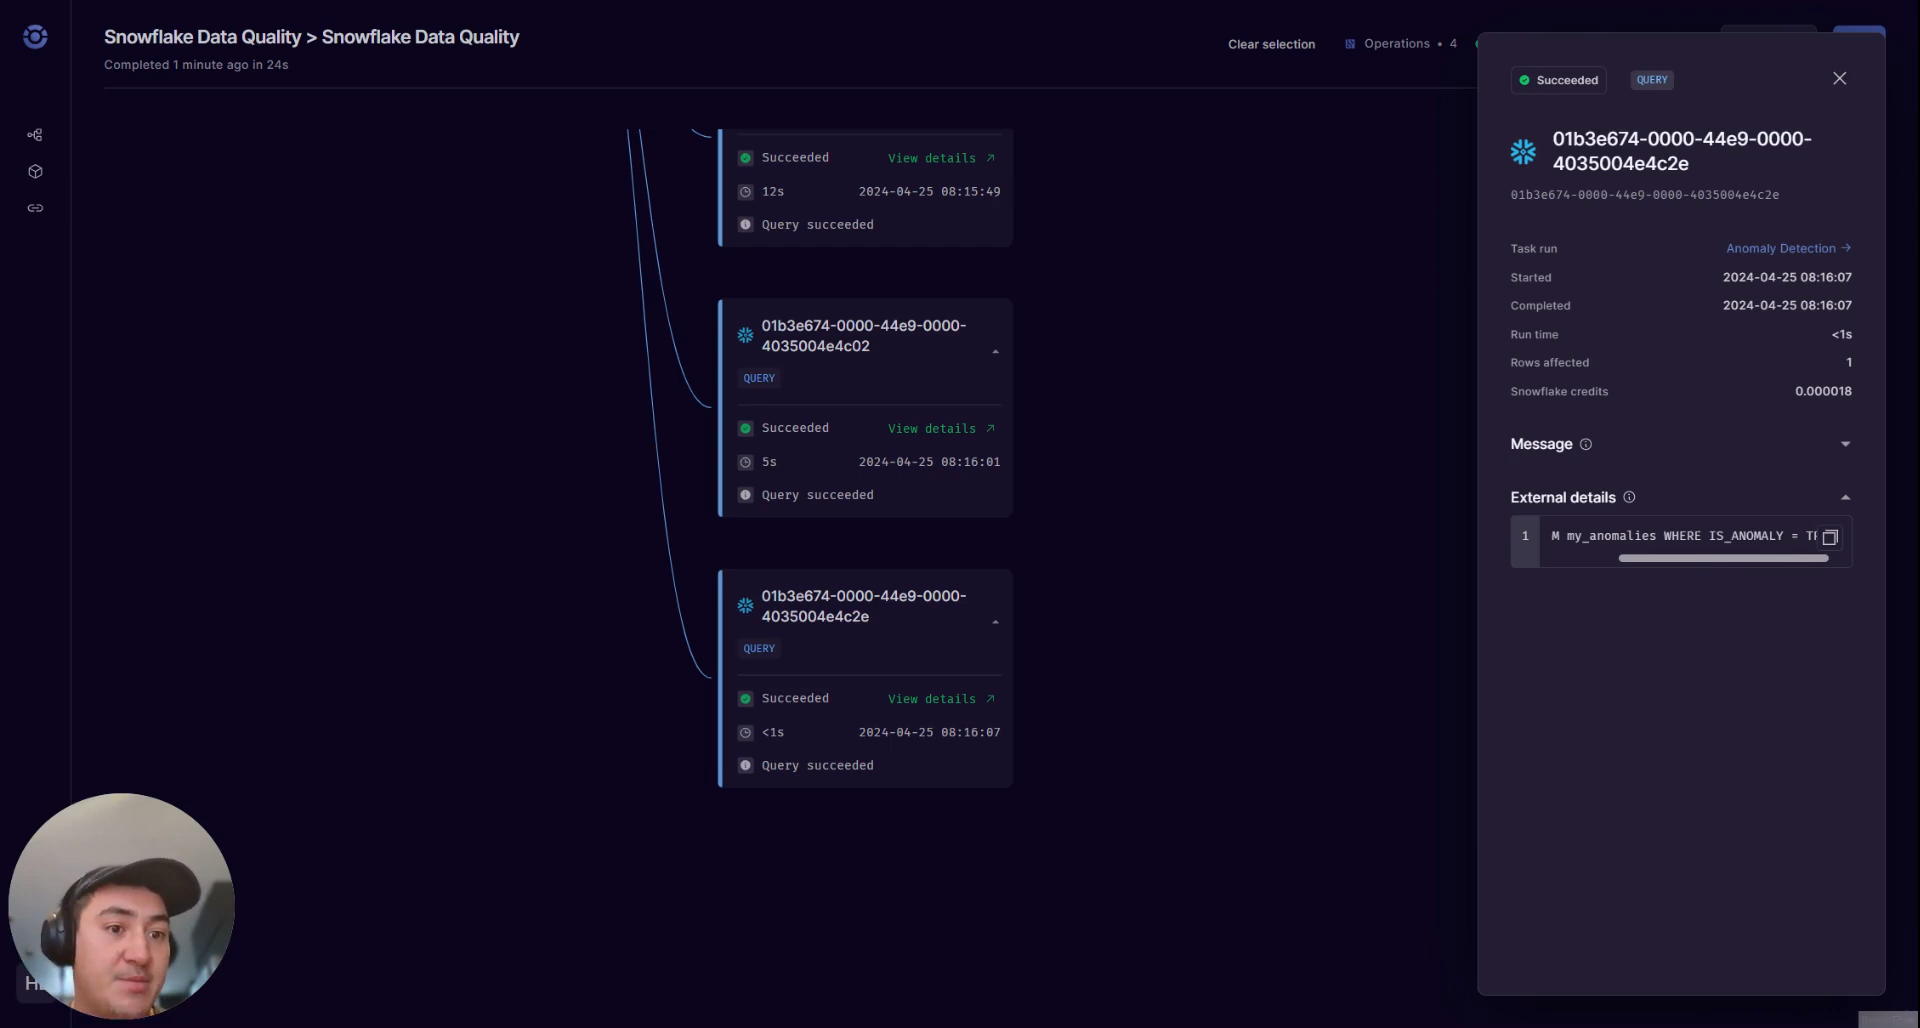 Snowflake Data Quality > Snowflake Data Quality
Completed 1 minute ago in 24s
Clear selection
Operations • 4
Succeeded
View details
12s
2024-04-25 08:15:49
Query succeeded
01b3e674-0000-44e9-0000-
4035004e4c02
QUERY
Succeeded
View details
5s
2024-04-25 08:16:01
Query succeeded
01b3e674-0000-44e9-0000-
4035004e4c2e
QUERY
Succeeded
View details
<1s
2024-04-25 08:16:07
Query succeeded
Succeeded
QUERY
01b3e674-0000-44e9-0000-
4035004e4c2e
01b3e674-0000-44e9-0000-4035004e4c2e
Task run
Anomaly Detection →
Started
2024-04-25 08:16:07
Completed
2024-04-25 08:16:07
Run time
<1s
Rows affected
1
Snowflake credits
0.000018
Message
External details
1
M my_anomalies WHERE IS_ANOMALY = TR